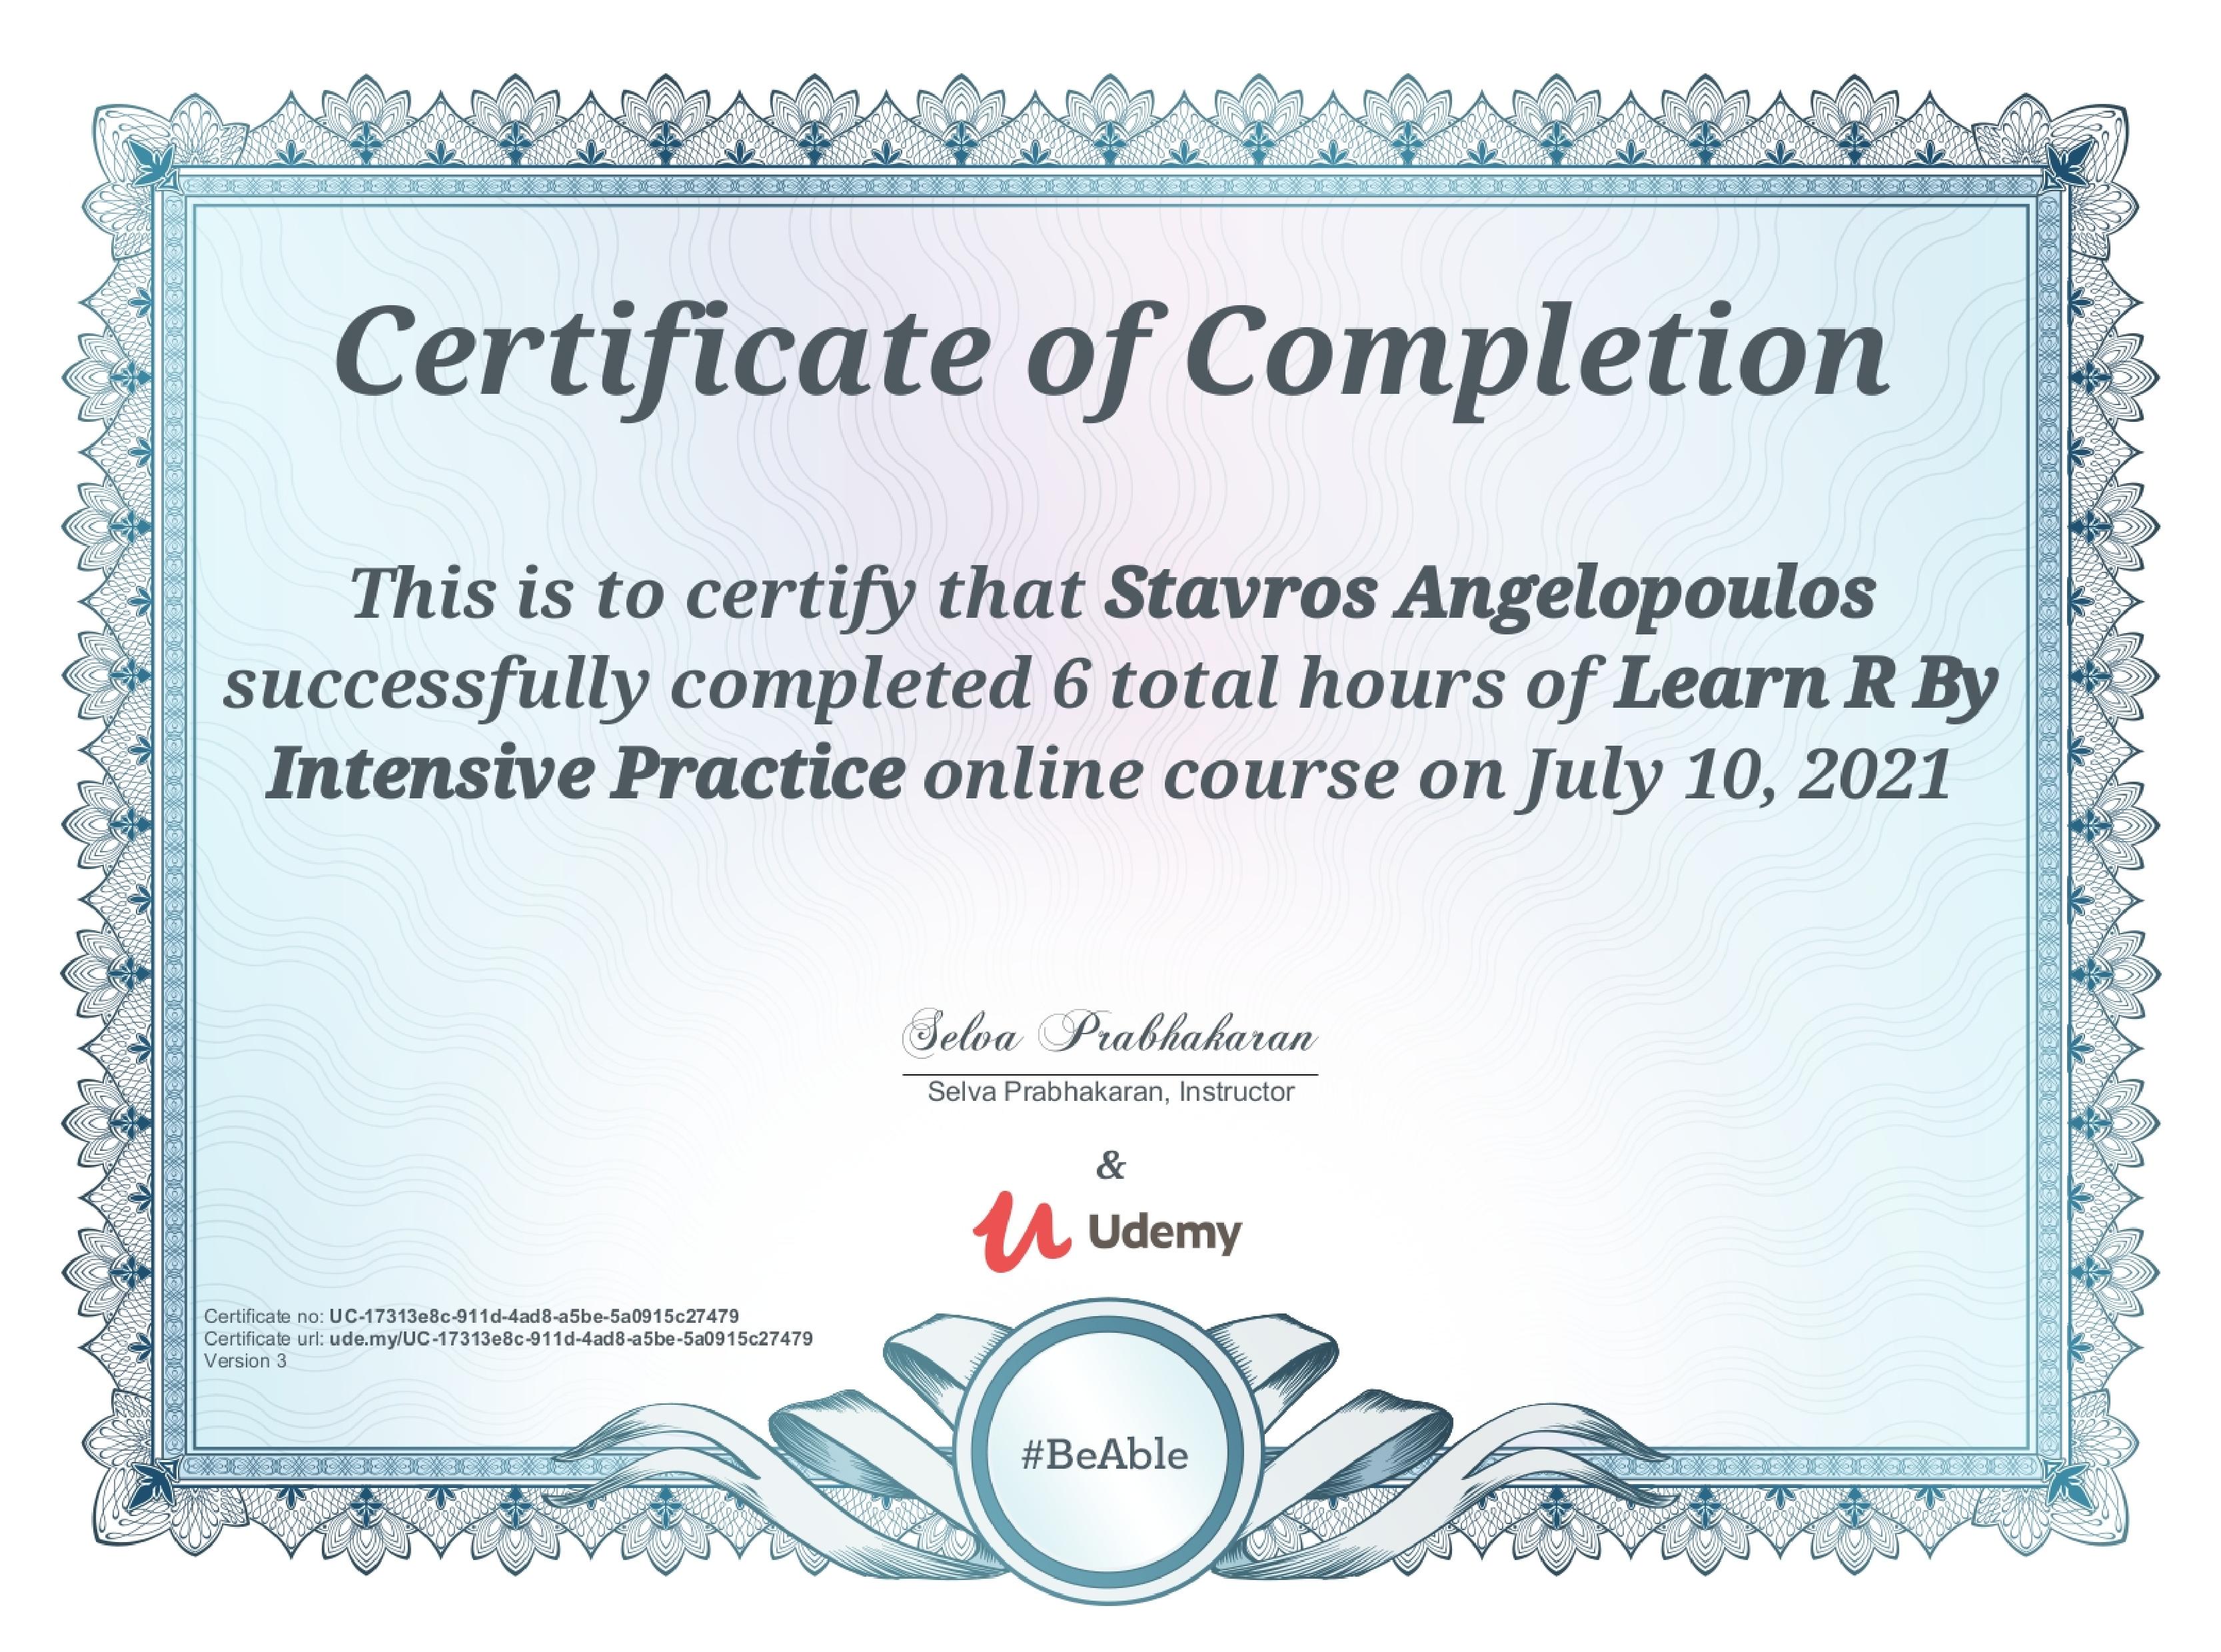 Certificate of Completion
This is to certify that Stavros Angelopoulos
successfully completed 6 total hours of Learn R By
Intensive Practice online course on July 10, 2021
Selva Prabhakaran
Selva Prabhakaran, Instructor
&
Udemy
Certificate no: UC-17313e8c-911d-4ad8-a5be-5a0915c27479
Certificate url: ude.my/UC-17313e8c-911d-4ad8-a5be-5a0915c27479
Version 3
#BeAble